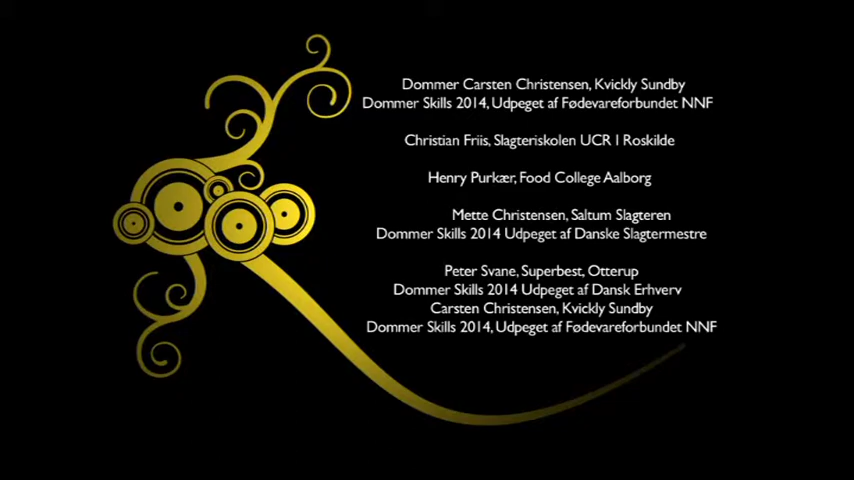 Dommer Carsten Christensen, Kvickly Sundby
Dommer Skills 2014, Udpeget af Fødevareforbundet NNF
Christian Friis, Slagteriskolen UCR I Roskilde
Henry Purkær, Food College Aalborg
Mette Christensen, Saltum Slagteren
Dommer Skills 2014 Udpeget af Danske Slagtermestre
Peter Svane, Superbest, Otterup
Dommer Skills 2014 Udpeget af Dansk Erhverv
Carsten Christensen, Kvickly Sundby
Dommer Skills 2014, Udpeget af Fødevareforbundet NNF